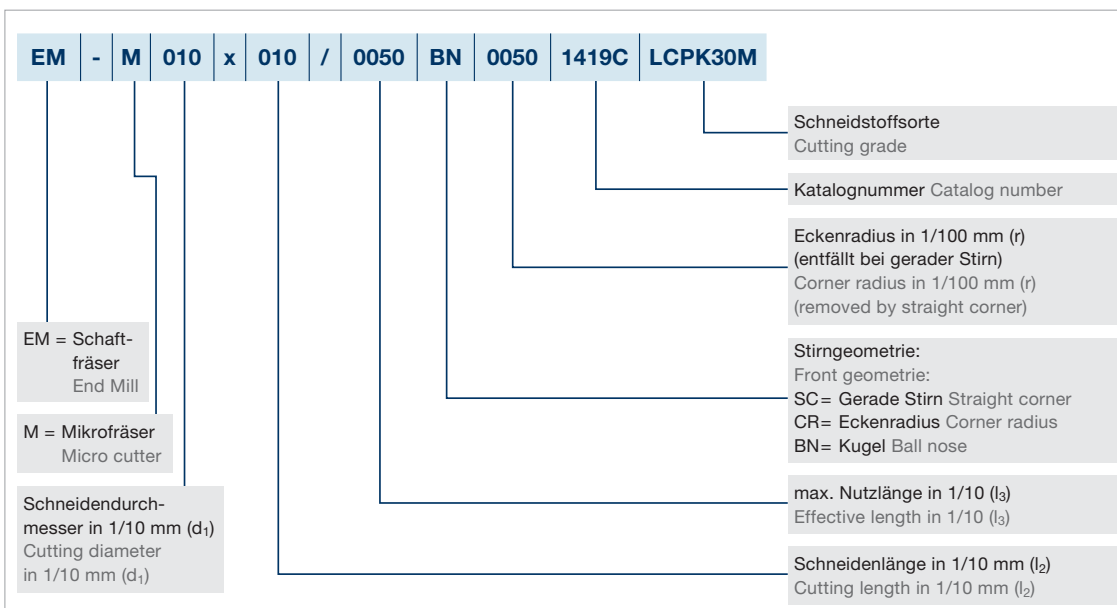 EM - M 010 x 010 / 0050 BN 0050 1419C LCPK30M
Schneidstoffsorte
Cutting grade
Katalognummer Catalog number
Eckenradius in 1/100 mm (r)
(entfällt bei gerader Stirn)
Corner radius in 1/100 mm (r)
(removed by straight corner)
EM = Schaft-
fräser
End Mill
Stirngeometrie:
Front geometrie:
SC= Gerade Stirn Straight corner
CR= Eckenradius Corner radius
BN= Kugel Ball nose
M = Mikrofräser
Micro cutter
Schneidendurch-
messer in 1/10 mm (d₁)
Cutting diameter
in 1/10 mm (d₁)
max. Nutzlänge in 1/10 (l₃)
Effective length in 1/10 (l₃)
Schneidenlänge in 1/10 mm (l₂)
Cutting length in 1/10 mm (l₂)